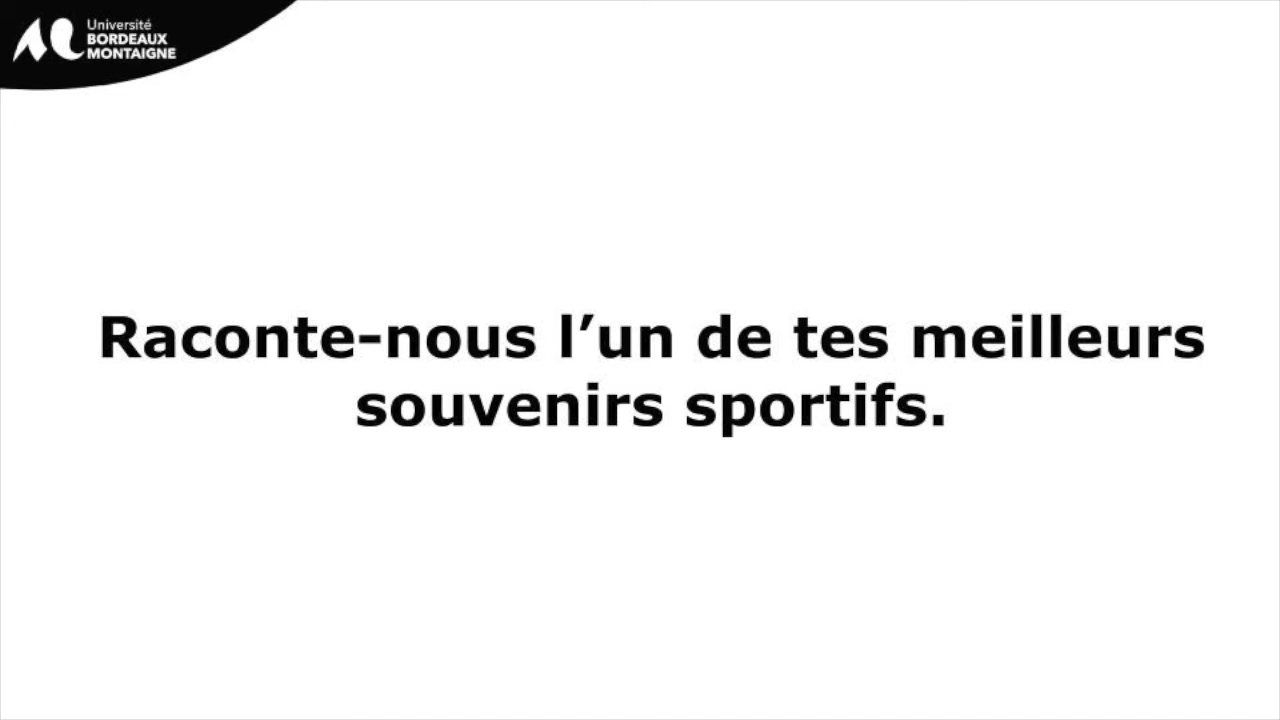 Université
BORDEAUX
MONTAIGNE
Raconte-nous l’un de tes meilleurs
souvenirs sportifs.